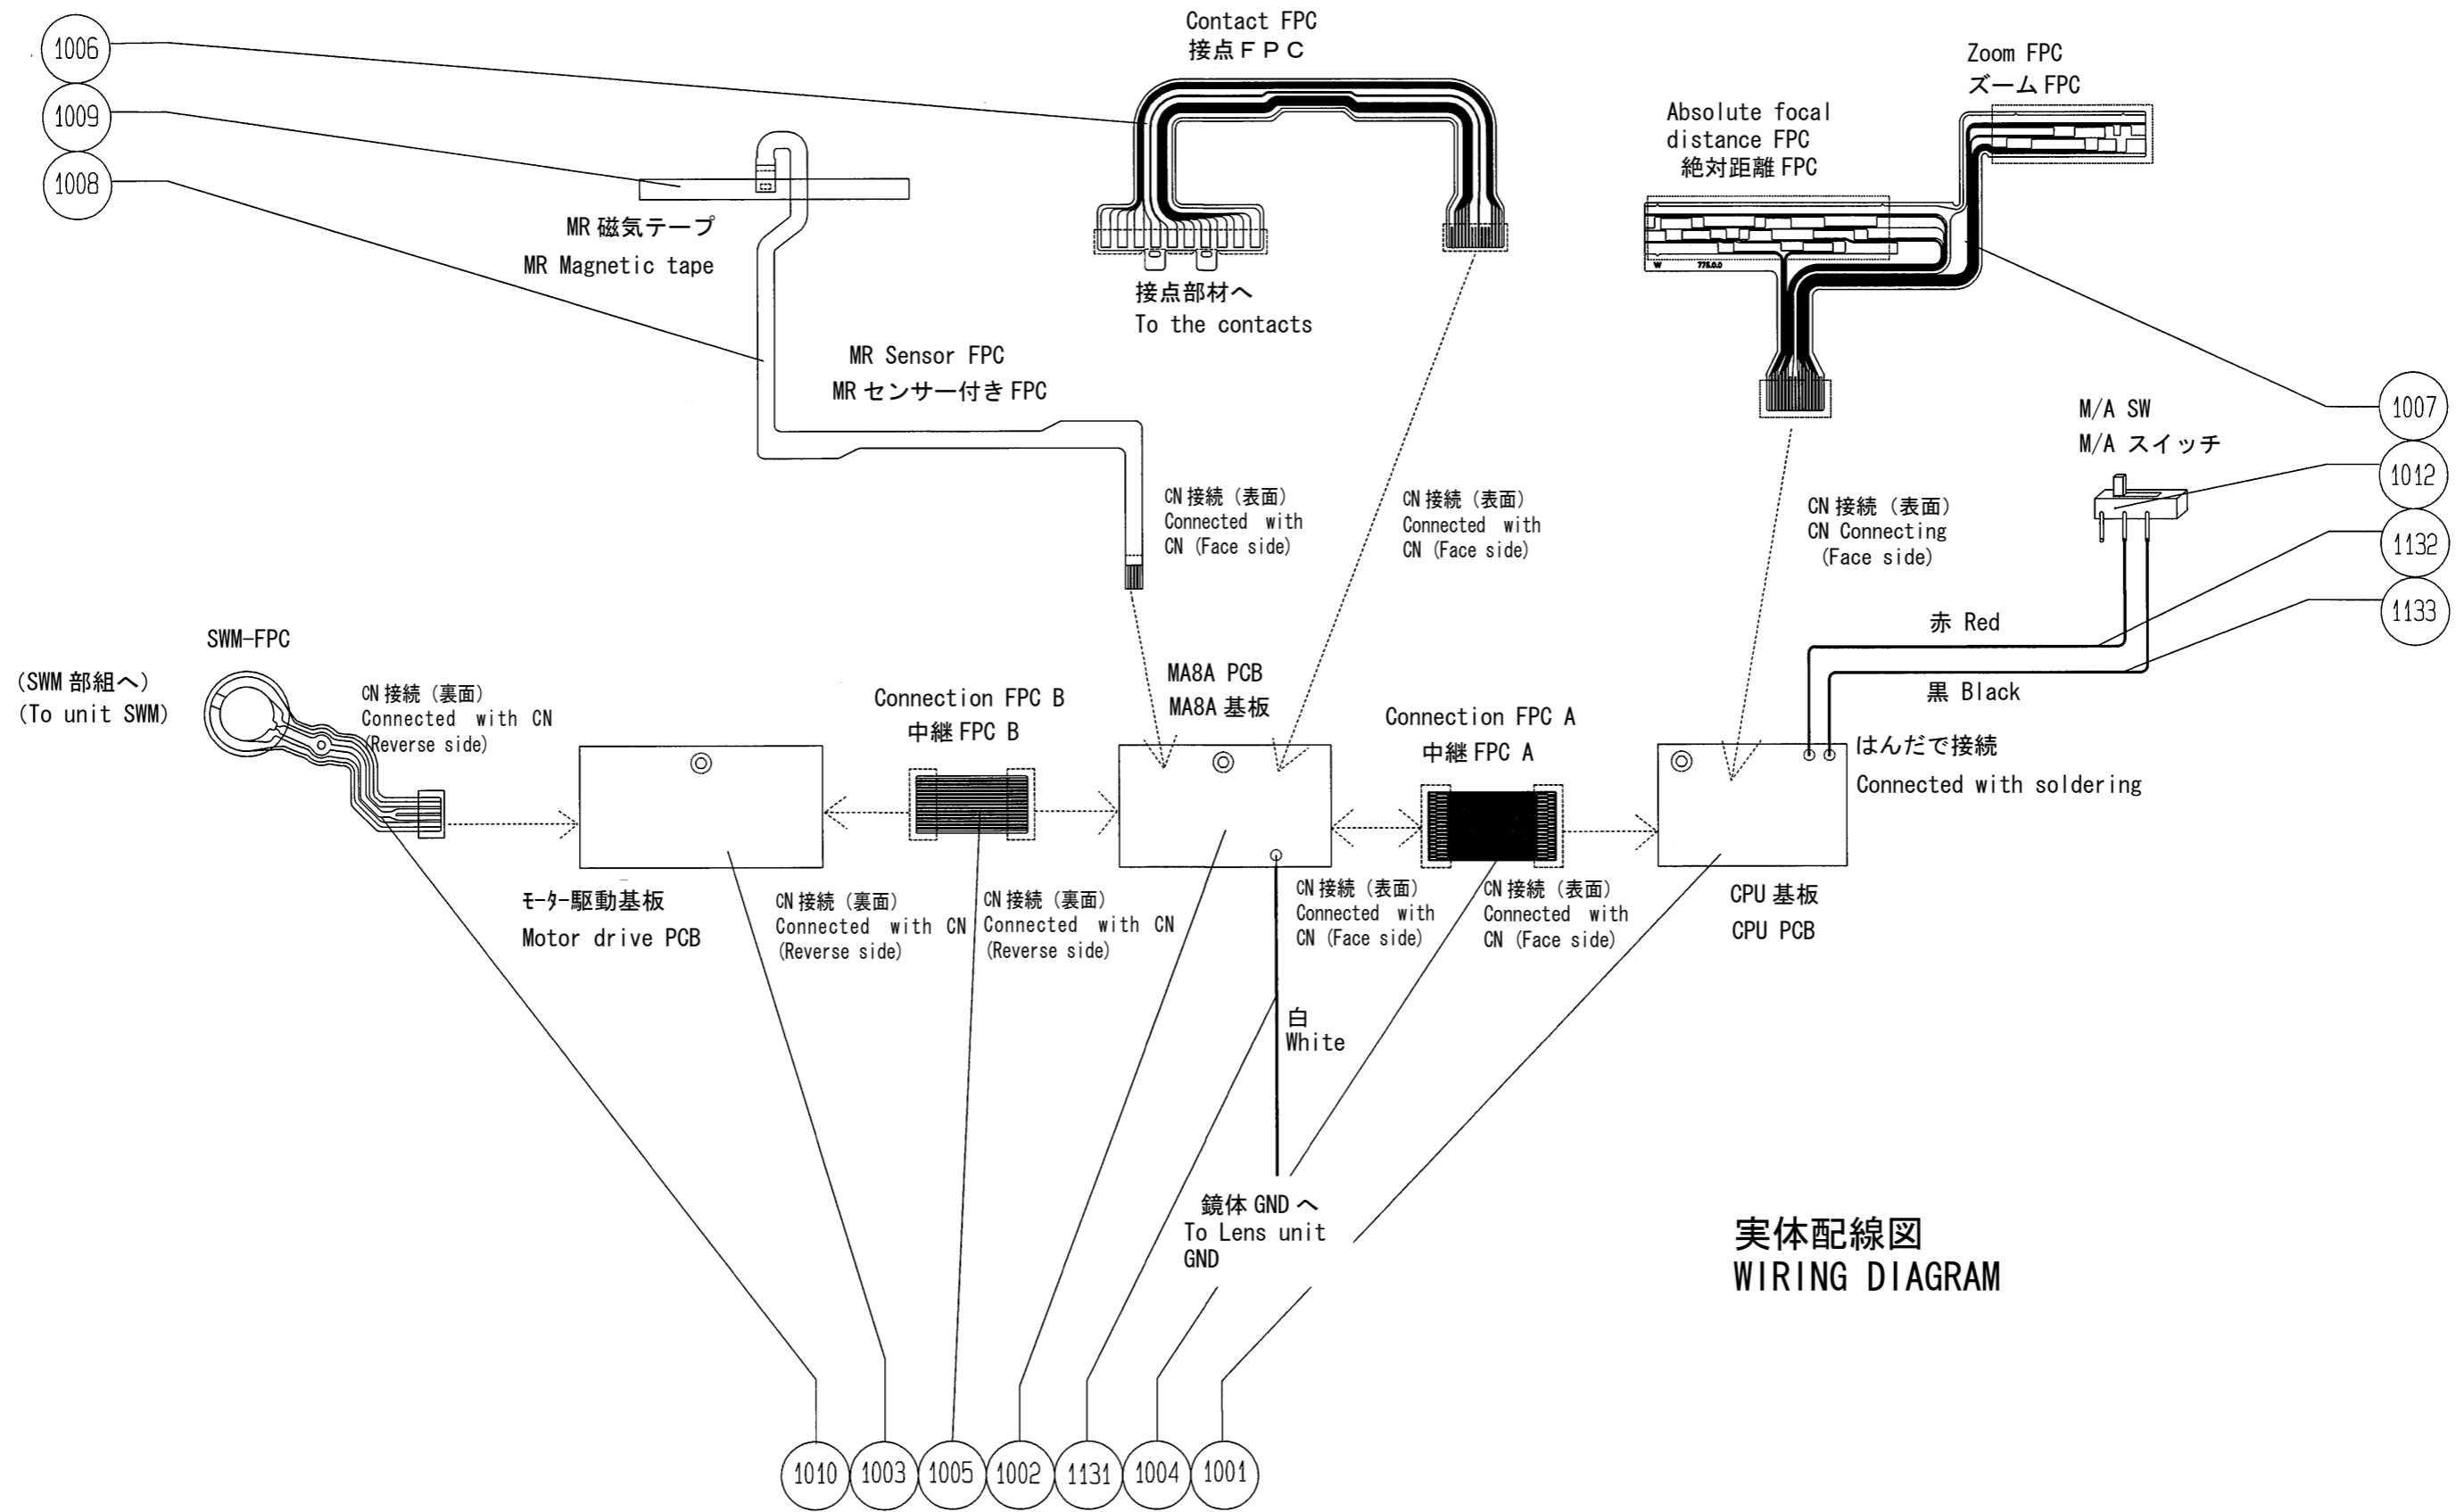 1006
1009
1008
Contact FPC
接点ＦＰＣ
Zoom FPC
ズーム FPC
Absolute focal
distance FPC
絶対距離 FPC
W 775.0.0
MR 磁気テープ
MR Magnetic tape
接点部材へ
To the contacts
MR Sensor FPC
MR センサー付き FPC
1007
1012
1132
1133
M/A SW
M/A スイッチ
CN 接続（表面）
Connected with
CN (Face side)
CN 接続（表面）
Connected with
CN (Face side)
CN 接続（表面）
CN Connecting
(Face side)
赤 Red
黒 Black
SWM-FPC
(SWM 部組へ)
(To unit SWM)
CN 接続（裏面）
Connected with CN
(Reverse side)
Connection FPC B
中継 FPC B
MA8A PCB
MA8A 基板
Connection FPC A
中継 FPC A
はんだで接続
Connected with soldering
ﾓｰﾀｰ駆動基板
Motor drive PCB
CN 接続（裏面）
Connected with CN
(Reverse side)
CN 接続（裏面）
Connected with CN
(Reverse side)
CN 接続（表面）
Connected with
CN (Face side)
CN 接続（表面）
Connected with
CN (Face side)
CPU 基板
CPU PCB
白
White
鏡体 GND へ
To Lens unit
GND
実体配線図
WIRING DIAGRAM
1010
1003
1005
1002
1131
1004
1001